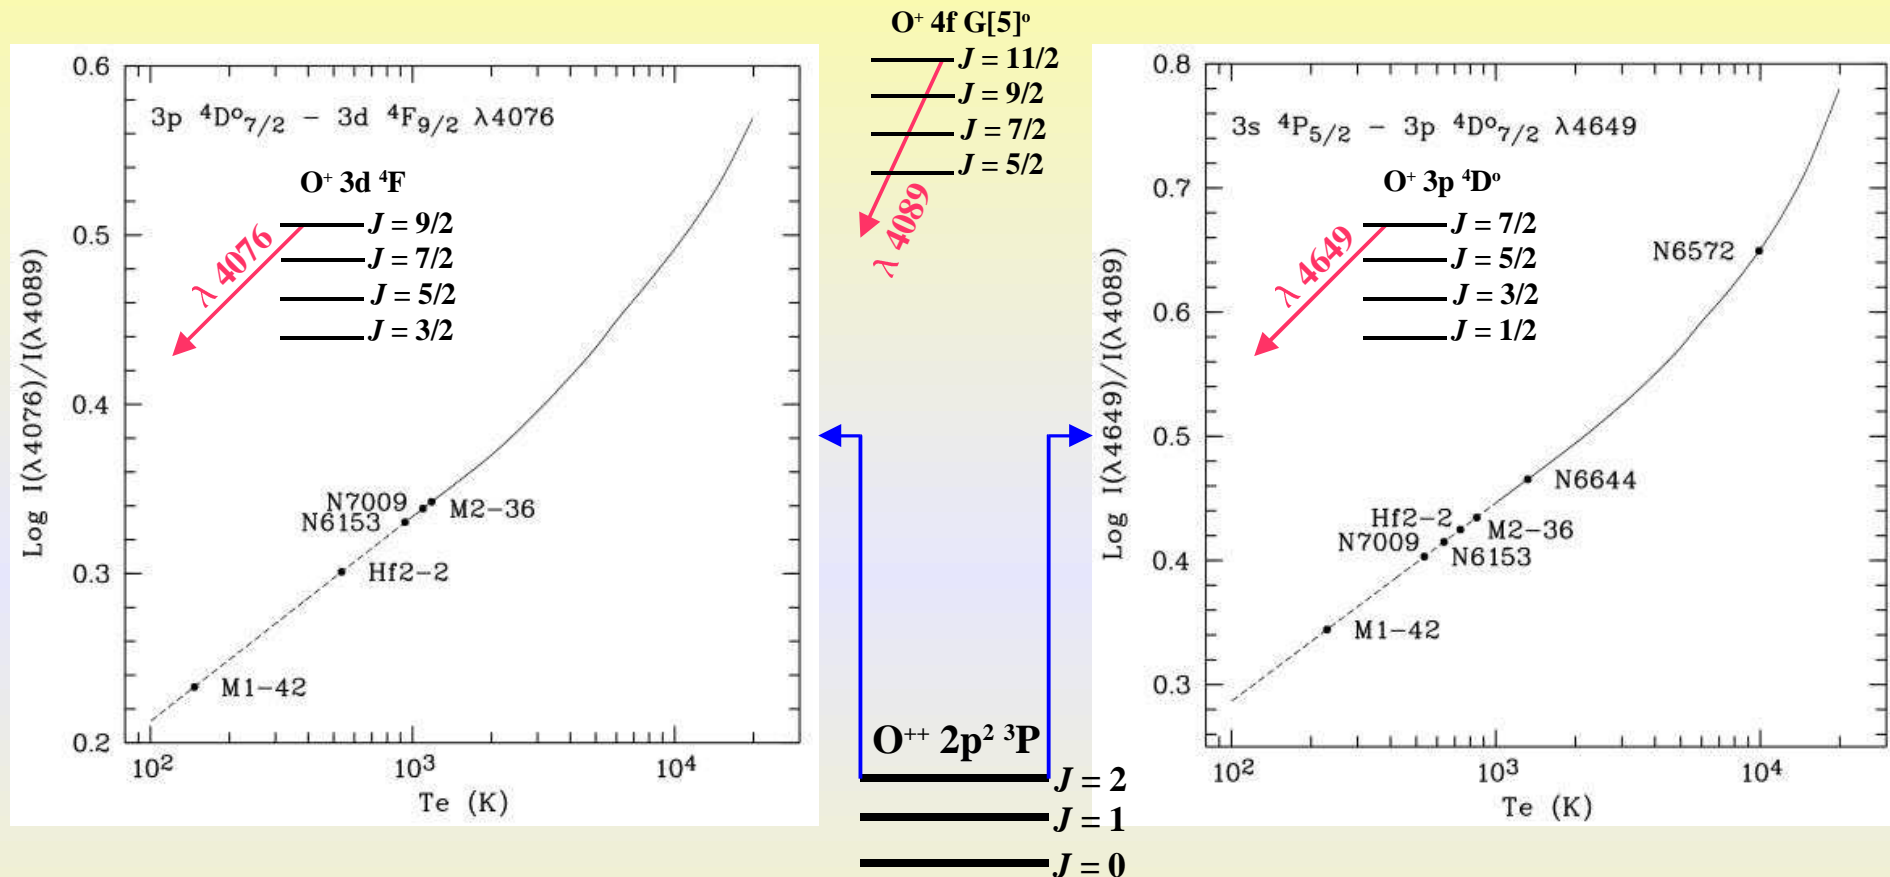 Log I(λ4076)/I(λ4089)
0.6
0.5
0.4
0.3
0.2
3p ⁴Dᵒ₇/₂ − 3d ⁴F₉/₂ λ4076
O⁺ 3d ⁴F
J = 9/2
J = 7/2
J = 5/2
J = 3/2
λ 4076
N7009
N6153
M2−36
Hf2−2
M1−42
10²
10³
10⁴
Te (K)
O⁺ 4f G[5]ᵒ
J = 11/2
J = 9/2
J = 7/2
J = 5/2
λ 4089
O⁺⁺ 2p² ³P
J = 2
J = 1
J = 0
Log I(λ4649)/I(λ4089)
0.8
0.7
0.6
0.5
0.4
0.3
3s ⁴P₅/₂ − 3p ⁴Dᵒ₇/₂ λ4649
O⁺ 3p ⁴Dᵒ
J = 7/2
J = 5/2
J = 3/2
J = 1/2
λ 4649
N6572
N6644
Hf2−2
M2−36
N7009
N6153
M1−42
10²
10³
10⁴
Te (K)